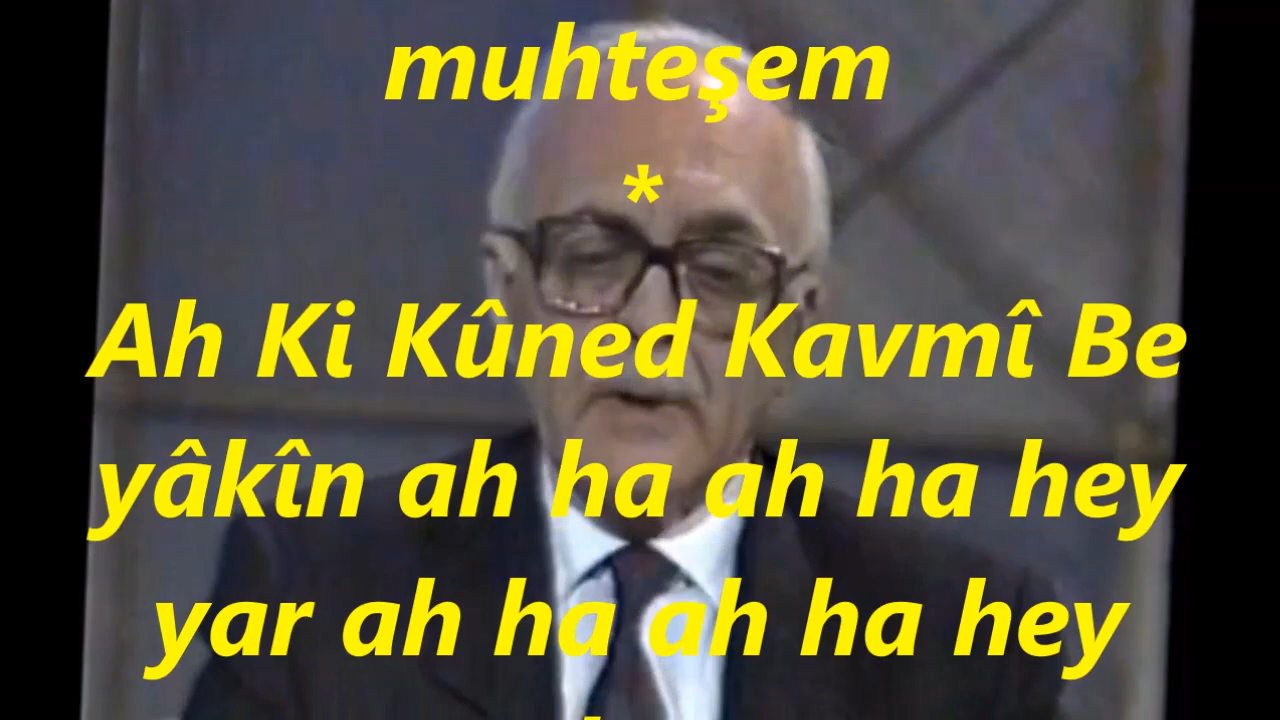 muhteşem
*
Ah Ki Kûned Kavmî Be
yâkîn ah ha ah ha hey
yar ah ha ah ha hey